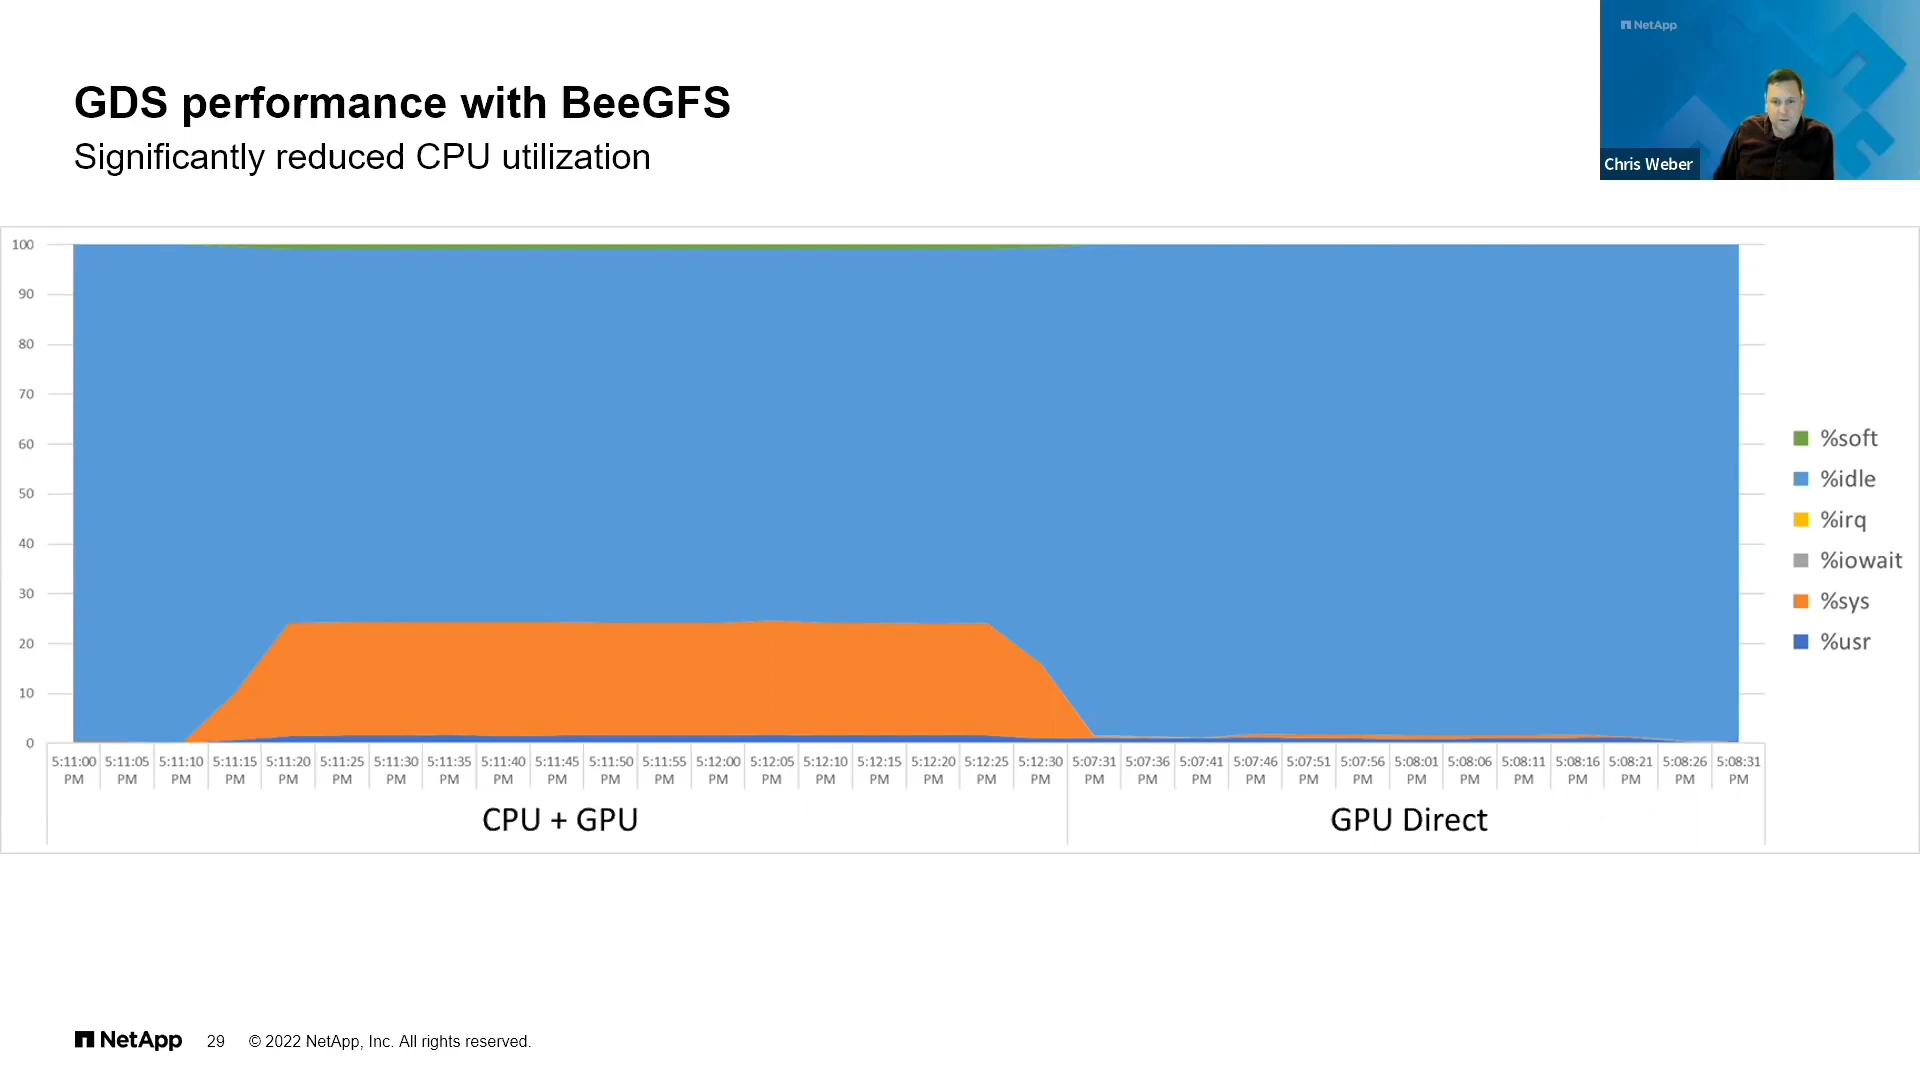 NetApp
GDS performance with BeeGFS
Significantly reduced CPU utilization
Chris Weber
100
90
80
70
60
50
40
30
20
10
0
%soft
%idle
%irq
%iowait
%sys
%usr
5:11:00 PM
5:11:05 PM
5:11:10 PM
5:11:15 PM
5:11:20 PM
5:11:25 PM
5:11:30 PM
5:11:35 PM
5:11:40 PM
5:11:45 PM
5:11:50 PM
5:11:55 PM
5:12:00 PM
5:12:05 PM
5:12:10 PM
5:12:15 PM
5:12:20 PM
5:12:25 PM
5:12:30 PM
5:07:31 PM
5:07:36 PM
5:07:41 PM
5:07:46 PM
5:07:51 PM
5:07:56 PM
5:08:01 PM
5:08:06 PM
5:08:11 PM
5:08:16 PM
5:08:21 PM
5:08:26 PM
5:08:31 PM
CPU + GPU
GPU Direct
NetApp 29 © 2022 NetApp, Inc. All rights reserved.